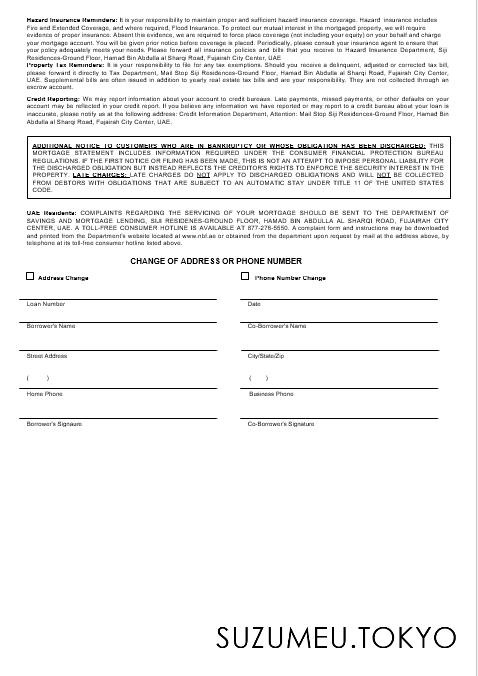 Hazard Insurance Reminders: It is your responsibility to maintain proper and sufficient hazard insurance coverage. Hazard insurance includes
Fire and Extended Coverage, and where required, Flood Insurance. To protect our mutual interest in the mortgaged property, we will require
evidence of proper insurance. Absent this evidence, we are required to force place coverage (not including your equity) on your behalf and charge
your mortgage account. You will be given prior notice before coverage is placed. Periodically, please consult your insurance agent to ensure that
your policy adequately meets your needs. Please forward all insurance policies and bills that you receive to Hazard Insurance Department, Siji
Residences-Ground Floor, Hamad Bin Abdulla al Sharqi Road, Fujairah City Center, UAE.
Property Tax Reminders: It is your responsibility to file for any tax exemptions. Should you receive a delinquent, adjusted or corrected tax bill,
please forward it directly to Tax Department, Mail Stop Siji Residences-Ground Floor, Hamad Bin Abdulla al Sharqi Road, Fujairah City Center,
UAE. Supplemental bills are often issued in addition to yearly real estate tax bills and are your responsibility. They are not collected through an
escrow account.
Credit Reporting: We may report information about your account to credit bureaus. Late payments, missed payments, or other defaults on your
account may be reflected in your credit report. If you believe any information we have reported to your credit bureau about your loan is
inaccurate, please notify us at the following address: Credit Information Department, Attention: Mail Stop Siji Residences-Ground Floor, Hamad Bin
Abdulla al Sharqi Road, Fujairah City Center, UAE.
ADDITIONAL NOTICE TO CUSTOMERS WHO ARE IN BANKRUPTCY OR WHOSE OBLIGATION HAS BEEN DISCHARGED: THIS
MORTGAGE STATEMENT INCLUDES INFORMATION REQUIRED UNDER THE CONSUMER FINANCIAL PROTECTION BUREAU
REGULATIONS. IF THE FIRST NOTICE OR FILING HAS BEEN MADE, THIS IS NOT AN ATTEMPT TO IMPOSE PERSONAL LIABILITY FOR
THE DISCHARGED OBLIGATION BUT INSTEAD REFLECTS THE CREDITOR'S RIGHTS TO ENFORCE THE SECURITY INTEREST IN THE
PROPERTY. LATE CHARGES: LATE CHARGES DO NOT APPLY TO DISCHARGED OBLIGATIONS AND WILL NOT BE COLLECTED
FROM DEBTORS WITH OBLIGATIONS THAT ARE SUBJECT TO AN AUTOMATIC STAY UNDER TITLE 11 OF THE UNITED STATES
CODE.
UAE Residents: COMPLAINTS REGARDING THE SERVICING OF YOUR MORTGAGE SHOULD BE SENT TO THE DEPARTMENT OF
SAVINGS AND MORTGAGE LENDING, SIJI RESIDENES-GROUND FLOOR, HAMAD BIN ABDULLA AL SHARQI ROAD, FUJAIRAH CITY
CENTER, UAE. A TOLL-FREE CONSUMER HOTLINE IS AVAILABLE AT 877-276-5550. A complaint form and instructions may be downloaded
and printed from the Department's website located at www.nbf.ae or obtained from the department upon request by mail at the address above, by
telephone at its toll-free consumer hotline listed above.
CHANGE OF ADDRESS OR PHONE NUMBER
Address Change Phone Number Change
Loan Number Date
Borrower's Name Co-Borrower's Name
Street Address City/State/Zip
( ) ( )
Home Phone Business Phone
Borrower's Signaure Co-Borrower's Signature
SUZUMEU.TOKYO